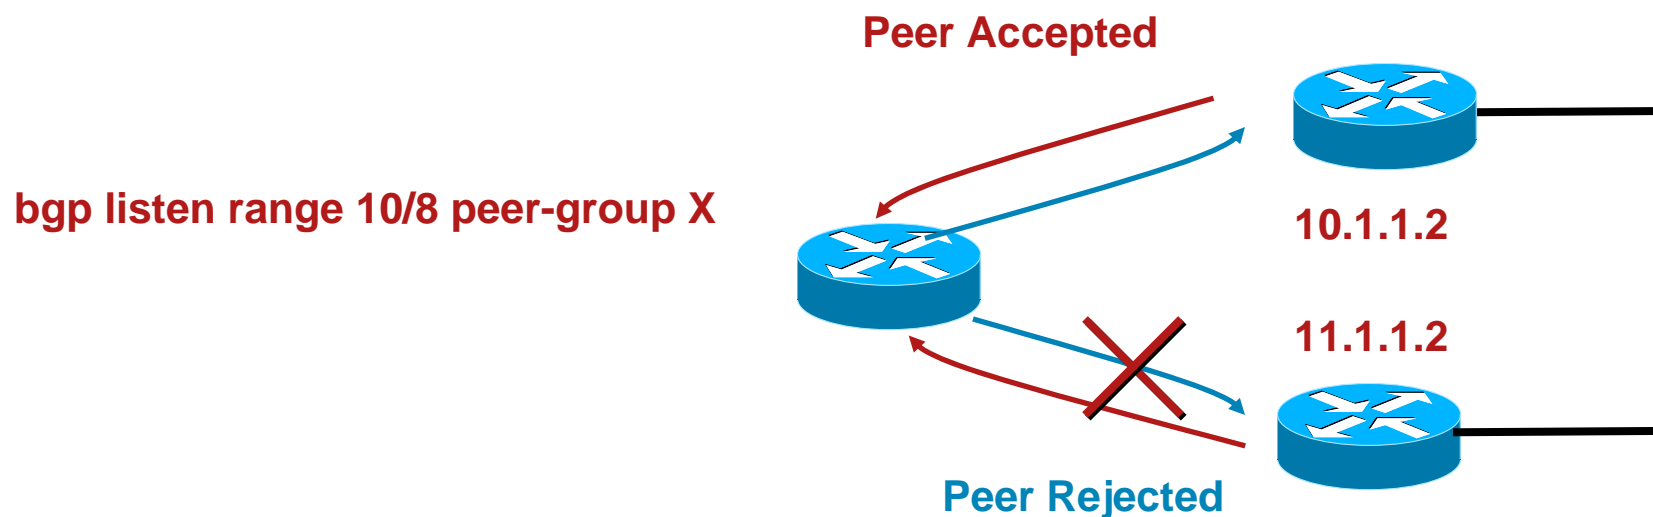 Peer Accepted
bgp listen range 10/8 peer-group X
10.1.1.2
11.1.1.2
Peer Rejected